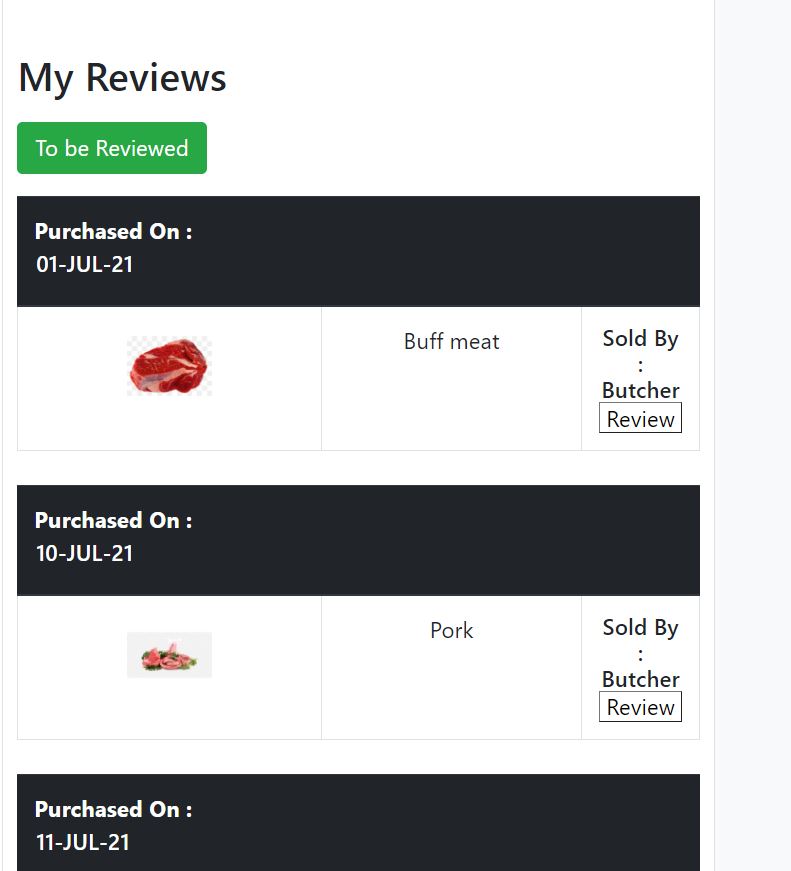 My Reviews
To be Reviewed
Purchased On :
01-JUL-21
Buff meat
Sold By
:
Butcher
Review
Purchased On :
10-JUL-21
Pork
Sold By
:
Butcher
Review
Purchased On :
11-JUL-21